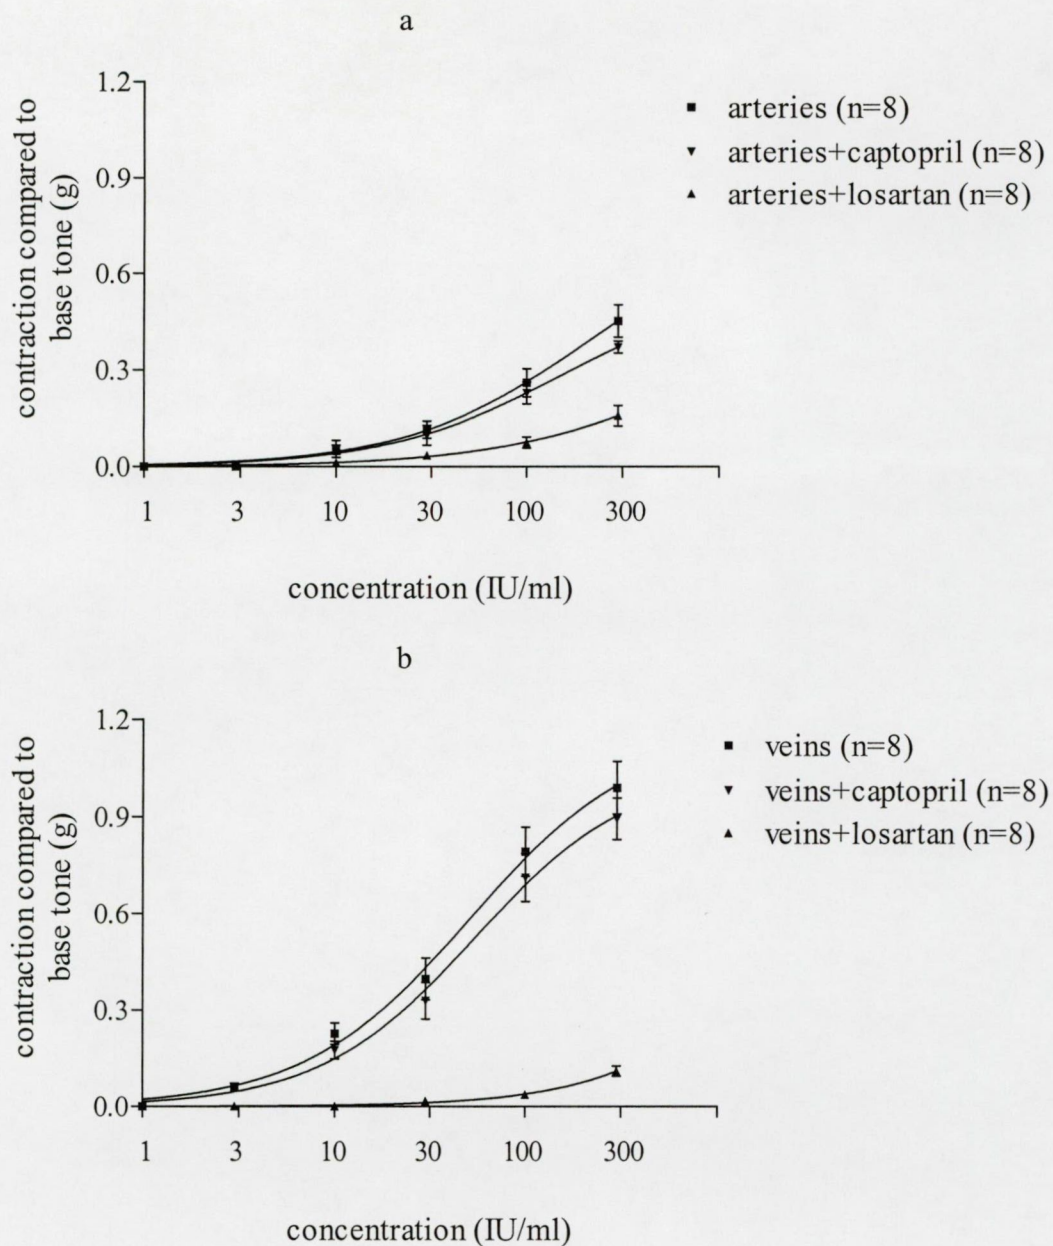 a
contraction compared to
base tone (g)
1.2
0.9
0.6
0.3
0.0
1 3 10 30 100 300
concentration (IU/ml)
arteries (n=8)
arteries+captopril (n=8)
arteries+losartan (n=8)
b
contraction compared to
base tone (g)
1.2
0.9
0.6
0.3
0.0
1 3 10 30 100 300
concentration (IU/ml)
veins (n=8)
veins+captopril (n=8)
veins+losartan (n=8)